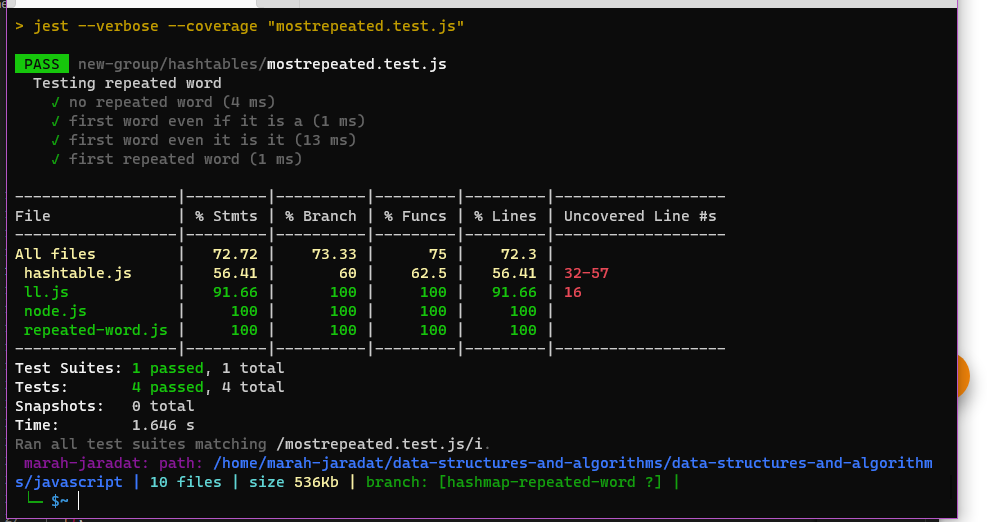 > jest --verbose --coverage "mostrepeated.test.js"
PASS new-group/hashtables/mostrepeated.test.js
Testing repeated word
✓ no repeated word (4 ms)
✓ first word even if it is a (1 ms)
✓ first word even it is it (13 ms)
✓ first repeated word (1 ms)
------------------|---------|----------|---------|---------|-------------------
File              | % Stmts | % Branch | % Funcs | % Lines | Uncovered Line #s
------------------|---------|----------|---------|---------|-------------------
All files         |   72.72 |    73.33 |      75 |    72.3 |
 hashtable.js     |   56.41 |       60 |    62.5 |   56.41 | 32-57
 ll.js            |   91.66 |      100 |     100 |   91.66 | 16
 node.js          |     100 |      100 |     100 |     100 |
 repeated-word.js |     100 |      100 |     100 |     100 |
------------------|---------|----------|---------|---------|-------------------
Test Suites: 1 passed, 1 total
Tests:       4 passed, 4 total
Snapshots:   0 total
Time:        1.646 s
Ran all test suites matching /mostrepeated.test.js/i.
marah-jaradat: path: /home/marah-jaradat/data-structures-and-algorithms/data-structures-and-algorithm
s/javascript | 10 files | size 536Kb | branch: [hashmap-repeated-word ?] |
└─ $~